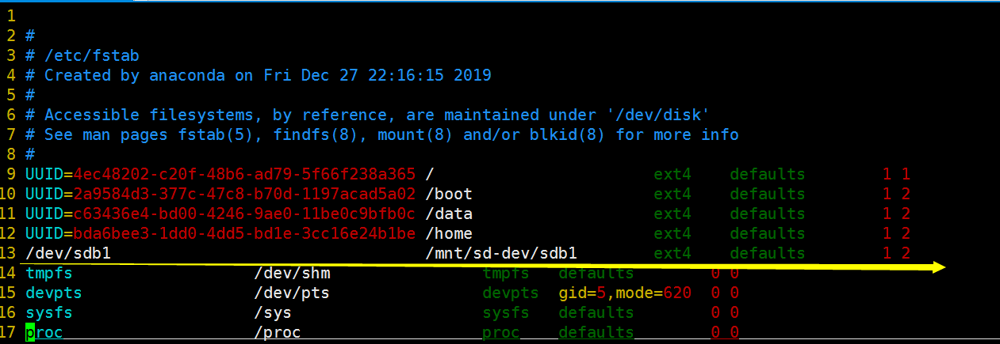 1
2 #
3 # /etc/fstab
4 # Created by anaconda on Fri Dec 27 22:16:15 2019
5 #
6 # Accessible filesystems, by reference, are maintained under '/dev/disk'
7 # See man pages fstab(5), findfs(8), mount(8) and/or blkid(8) for more info
8 #
9 UUID=4ec48202-c20f-48b6-ad79-5f66f238a365 / ext4 defaults 1 1
10 UUID=2a9584d3-377c-47c8-b70d-1197acad5a02 /boot ext4 defaults 1 2
11 UUID=c63436e4-bd00-4246-9ae0-11be0c9bfb0c /data ext4 defaults 1 2
12 UUID=bda6bee3-1dd0-4dd5-bd1e-3cc16e24b1be /home ext4 defaults 1 2
13 /dev/sdb1 /mnt/sd-dev/sdb1 ext4 defaults 1 2
14 tmpfs /dev/shm tmpfs defaults 0 0
15 devpts /dev/pts devpts gid=5,mode=620 0 0
16 sysfs /sys sysfs defaults 0 0
17 proc /proc proc defaults 0 0